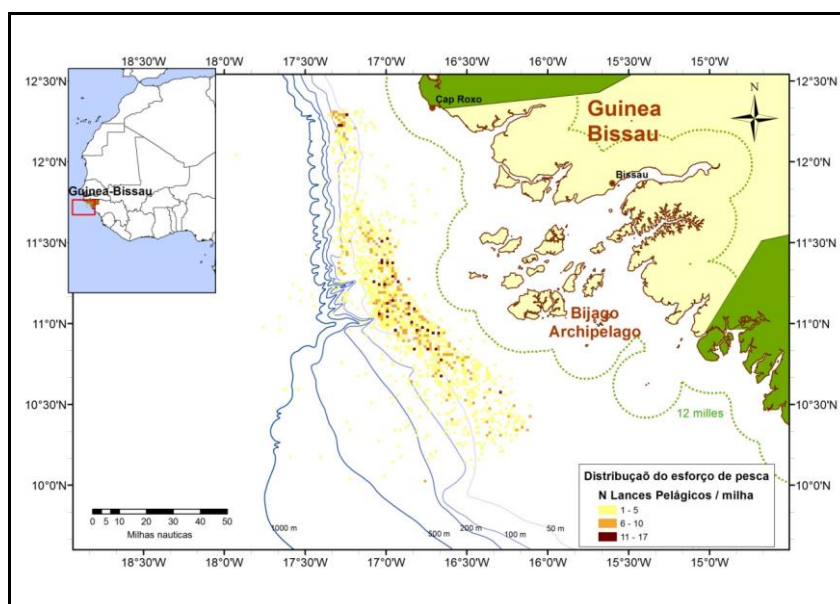 18°30'W 18°0'W 17°30'W 17°0'W 16°30'W 16°0'W 15°30'W 15°0'W
12°30'N 12°30'N
Cap Roxo
Guinea
Bissau
12°0'N 12°0'N
Bissau
Guinea-Bissau
11°30'N 11°30'N
11°0'N 11°0'N
Bijago
Archipelago
10°30'N 10°30'N
12 milles
10°0'N 10°0'N
Distribuição do esforço de pesca
N Lances Pelágicos / milha
1 - 5
6 - 10
11 - 17
0 5 10 20 30 40 50
Milhas nauticas
1000 m 500 m 200 m 100 m 50 m
18°30'W 18°0'W 17°30'W 17°0'W 16°30'W 16°0'W 15°30'W 15°0'W